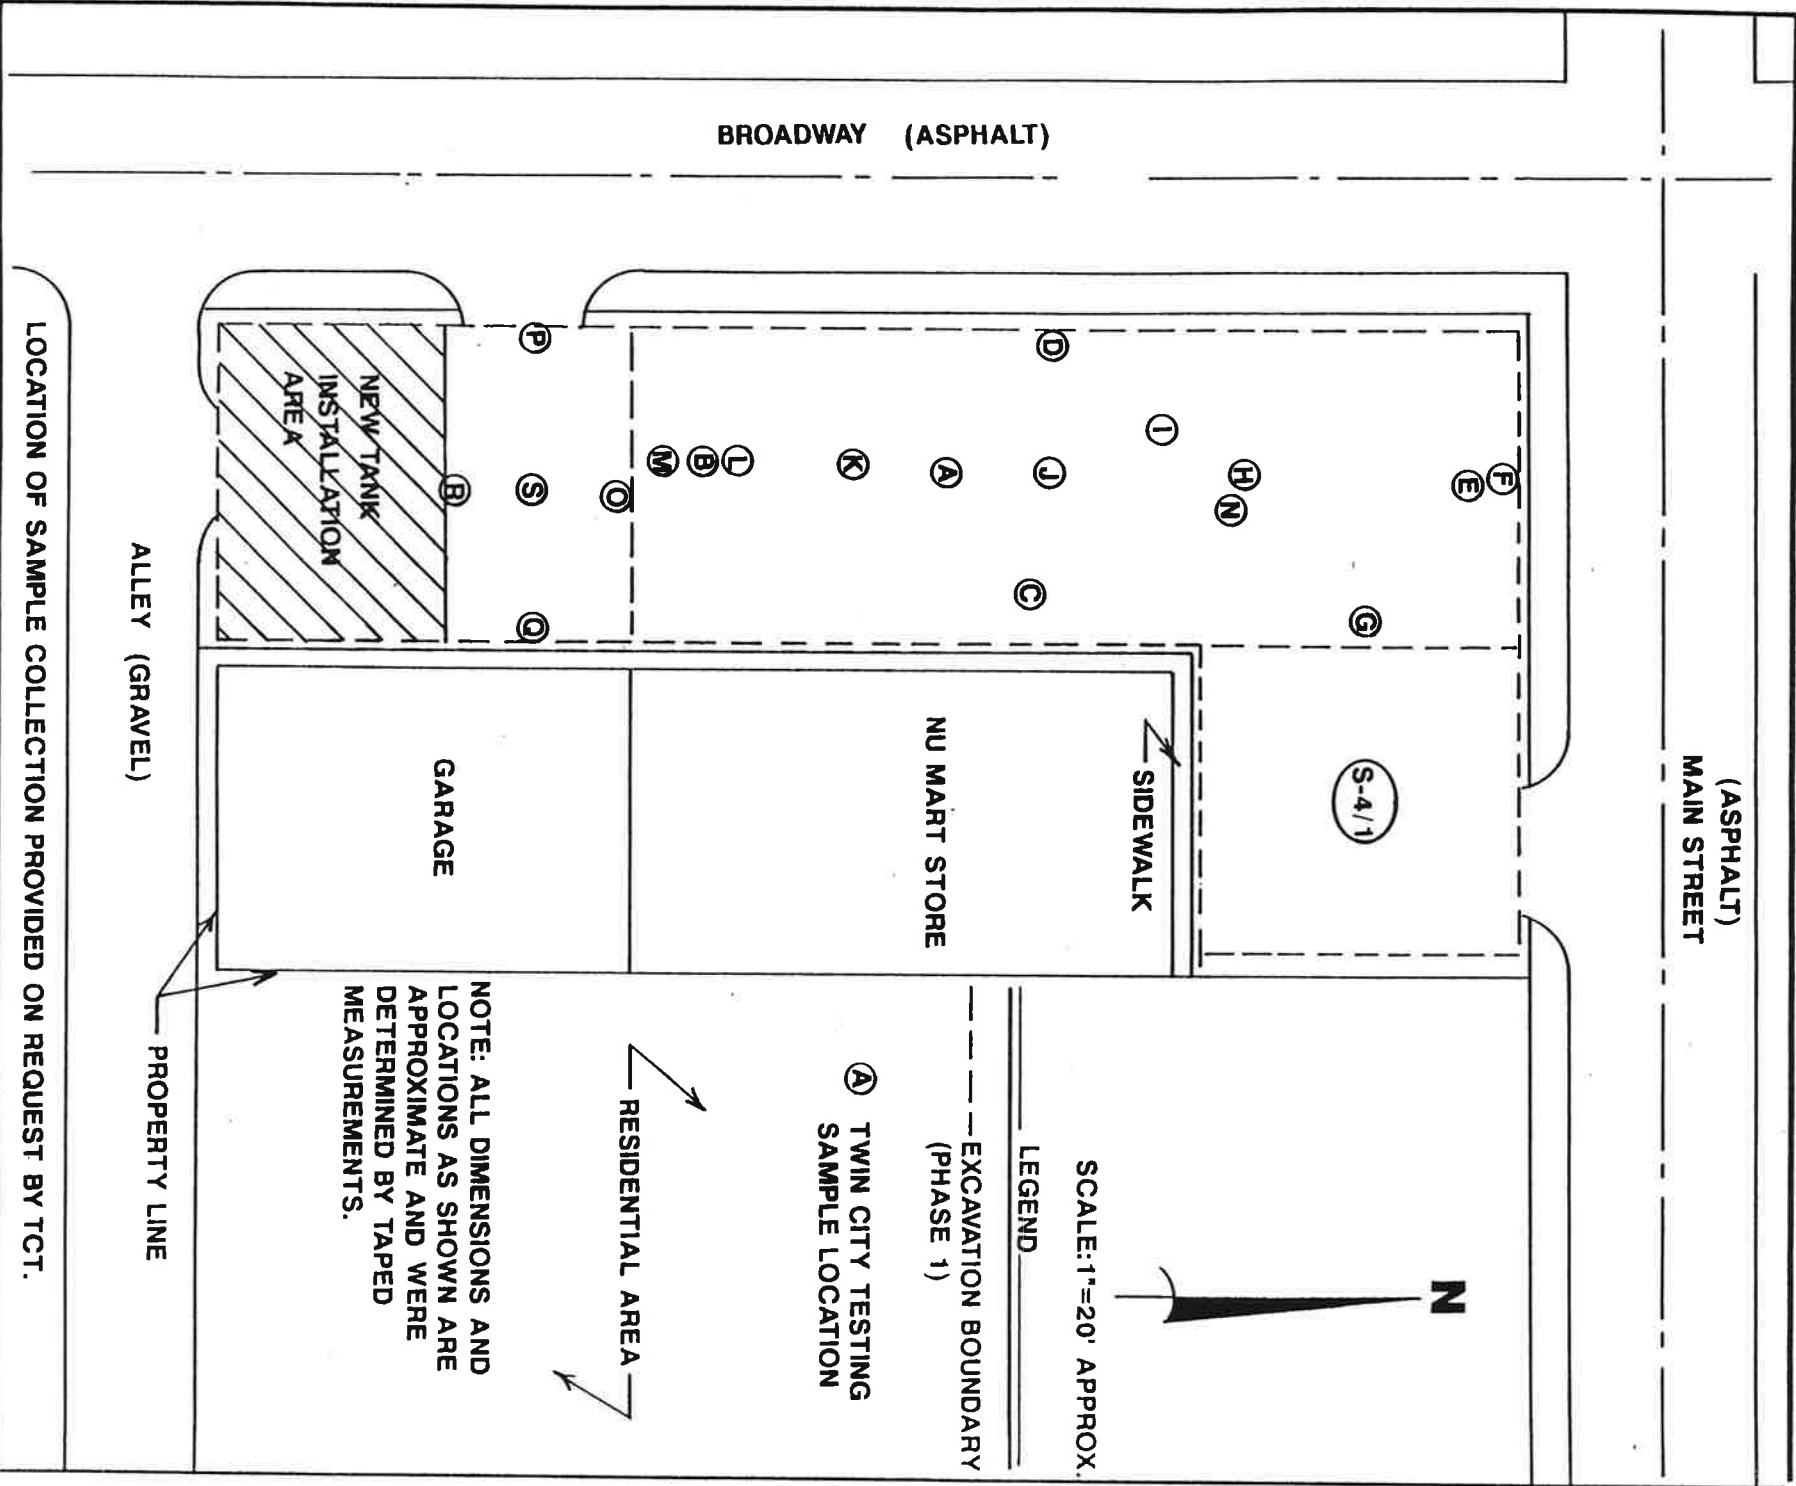 (ASPHALT)
MAIN STREET
F
E
N
G
S-4/1
H
N
I
SIDEWALK
D
J
C
A
K
L
B
M
NU MART STORE
BROADWAY (ASPHALT)
O
P
S
Q
R
GARAGE
NEW TANK
INSTALLATION
AREA
SCALE:1"=20' APPROX.
LEGEND
EXCAVATION BOUNDARY
(PHASE 1)
A TWIN CITY TESTING
SAMPLE LOCATION
RESIDENTIAL AREA
NOTE: ALL DIMENSIONS AND
LOCATIONS AS SHOWN ARE
APPROXIMATE AND WERE
DETERMINED BY TAPED
MEASUREMENTS.
PROPERTY LINE
ALLEY (GRAVEL)
LOCATION OF SAMPLE COLLECTION PROVIDED ON REQUEST BY TCT.